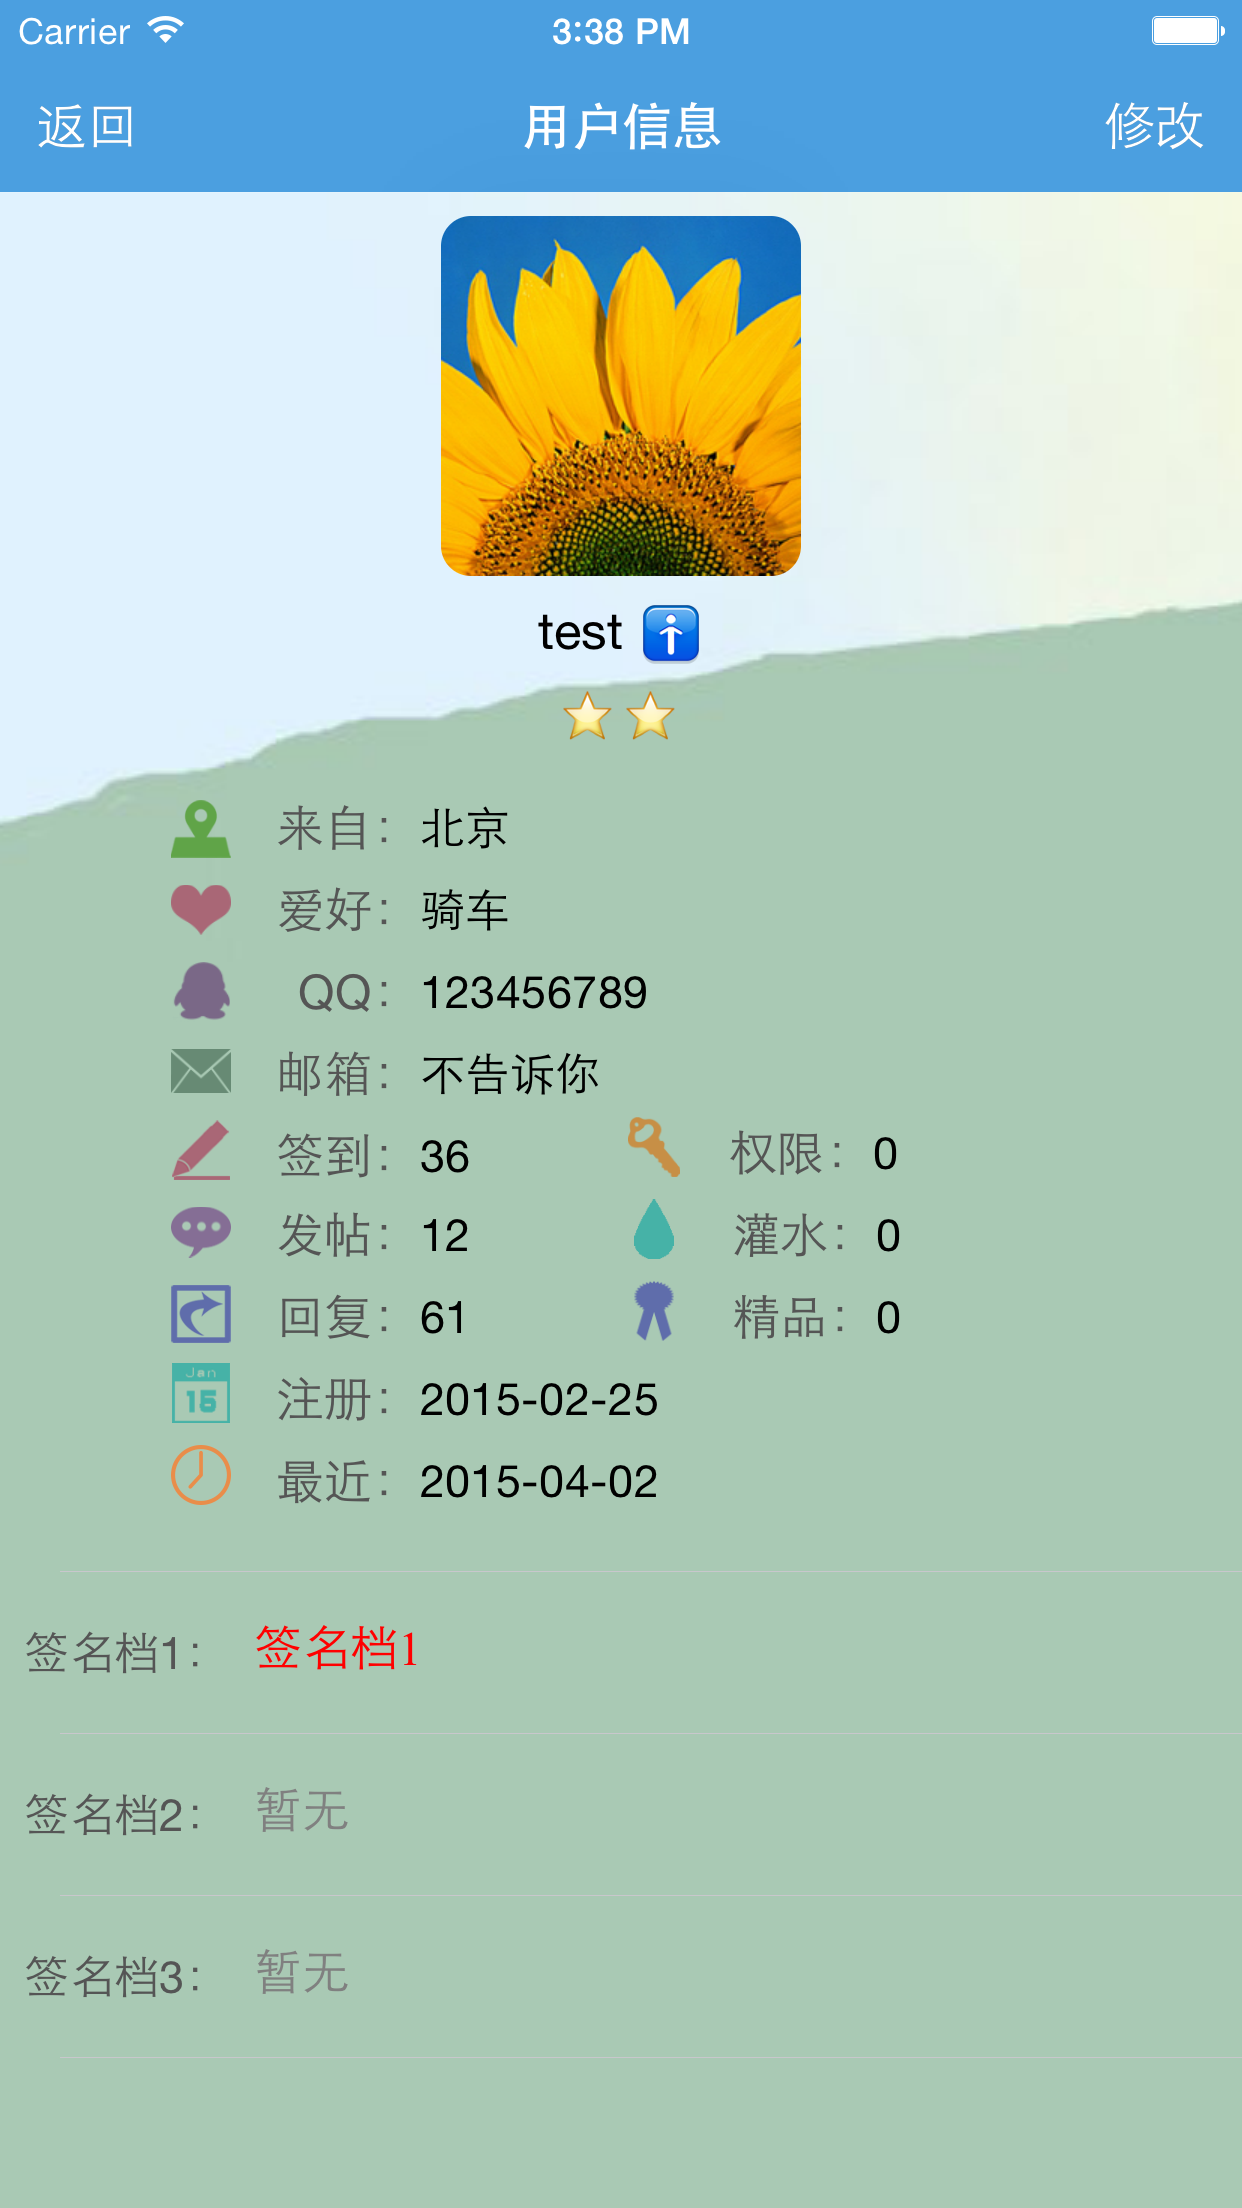 Carrier 3:38 PM
返回 用户信息 修改
test
来自： 北京
爱好： 骑车
QQ： 123456789
邮箱： 不告诉你
签到： 36 权限： 0
发帖： 12 灌水： 0
回复： 61 精品： 0
Jan
15
注册： 2015-02-25
最近： 2015-04-02
签名档1： 签名档1
签名档2： 暂无
签名档3： 暂无